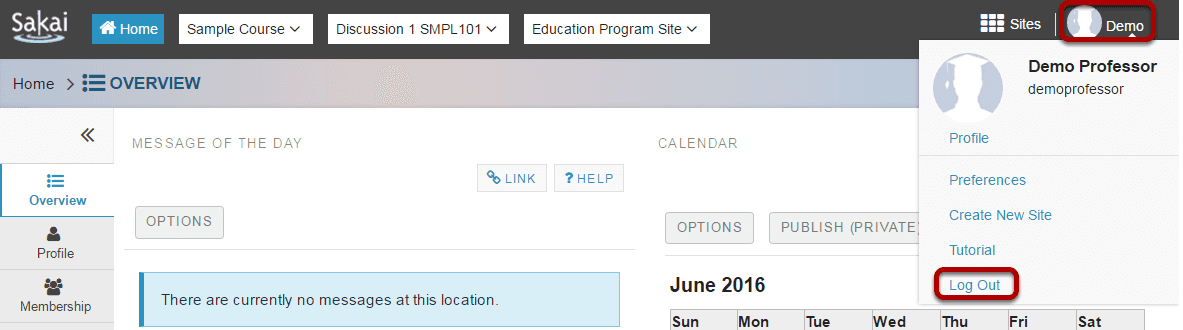 Sakai
Home
Sample Course
Discussion 1 SMPL101
Education Program Site
Sites
Demo
Demo Professor
demoprofessor
Profile
Preferences
Create New Site
Tutorial
Log Out
Home OVERVIEW
Overview
Profile
Membership
MESSAGE OF THE DAY
LINK
? HELP
OPTIONS
There are currently no messages at this location.
CALENDAR
OPTIONS
PUBLISH (PRIVATE)
June 2016
Sun Mon Tue Wed Thu Fri Sat